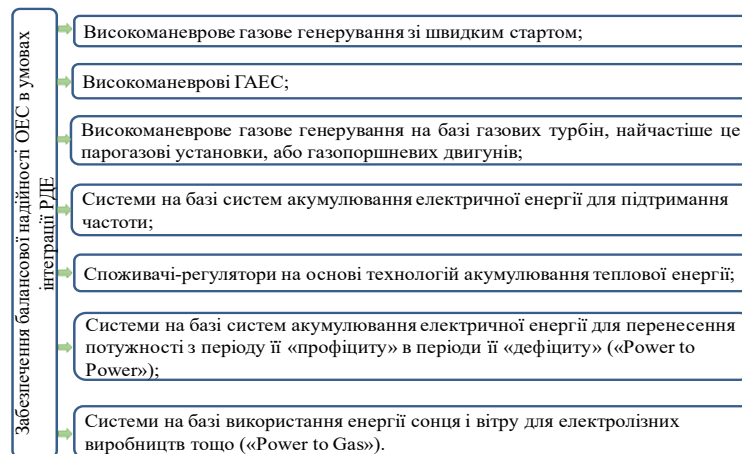 Забезпечення балансової надійності ОЕС в умовах
інтеграції РДЕ
Високоманеврове газове генерування зі швидким стартом;
Високоманеврові ГАЕС;
Високоманеврове газове генерування на базі газових турбін, найчастіше це
парогазові установки, або газопоршневих двигунів;
Системи на базі систем акумулювання електричної енергії для підтримання
частоти;
Споживачі-регулятори на основі технологій акумулювання теплової енергії;
Системи на базі систем акумулювання електричної енергії для перенесення
потужності з періоду її «профіциту» в періоди її «дефіциту» («Power to
Power»);
Системи на базі використання енергії сонця і вітру для електролізних
виробництв тощо («Power to Gas»).